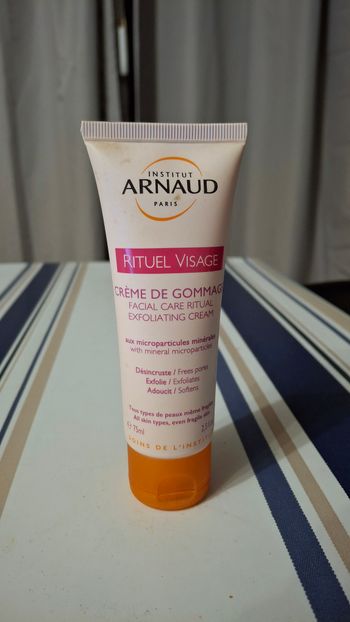 INSTITUT
ARNAUD
PARIS
RITUEL VISAGE
CRÈME DE GOMMAG
FACIAL CARE RITUAL
EXFOLIATING CREAM
aux microparticules minérales
with mineral microparticles
Désincruste / Frees pores
Exfolie / Exfoliates
Adoucit / Softens
Tous types de peaux même fragiles
All skin types, even fragile skin
℮ 75ml
SOINS DE L'INSTIT